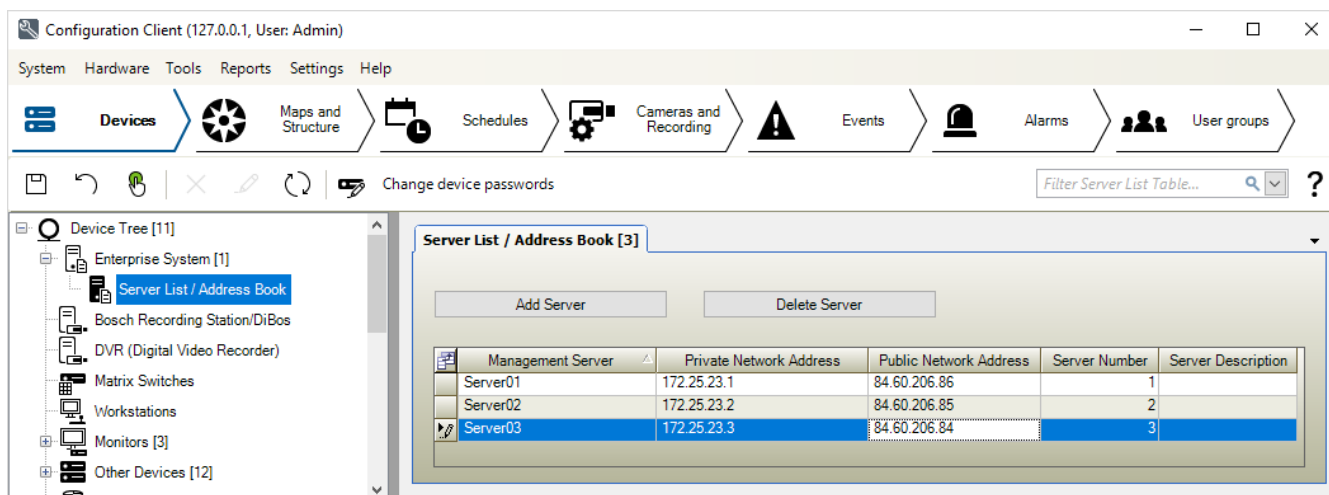 Configuration Client (127.0.0.1, User: Admin)
System Hardware Tools Reports Settings Help
Devices Maps and Structure Schedules Cameras and Recording Events Alarms User groups
Change device passwords Filter Server List Table... ?
Device Tree [11]
Enterprise System [1]
Server List / Address Book
Bosch Recording Station/DiBos
DVR (Digital Video Recorder)
Matrix Switches
Workstations
Monitors [3]
Other Devices [12]
Server List / Address Book [3]
Add Server Delete Server
Management Server Private Network Address Public Network Address Server Number Server Description
Server01 172.25.23.1 84.60.206.86 1
Server02 172.25.23.2 84.60.206.85 2
Server03 172.25.23.3 84.60.206.84 3